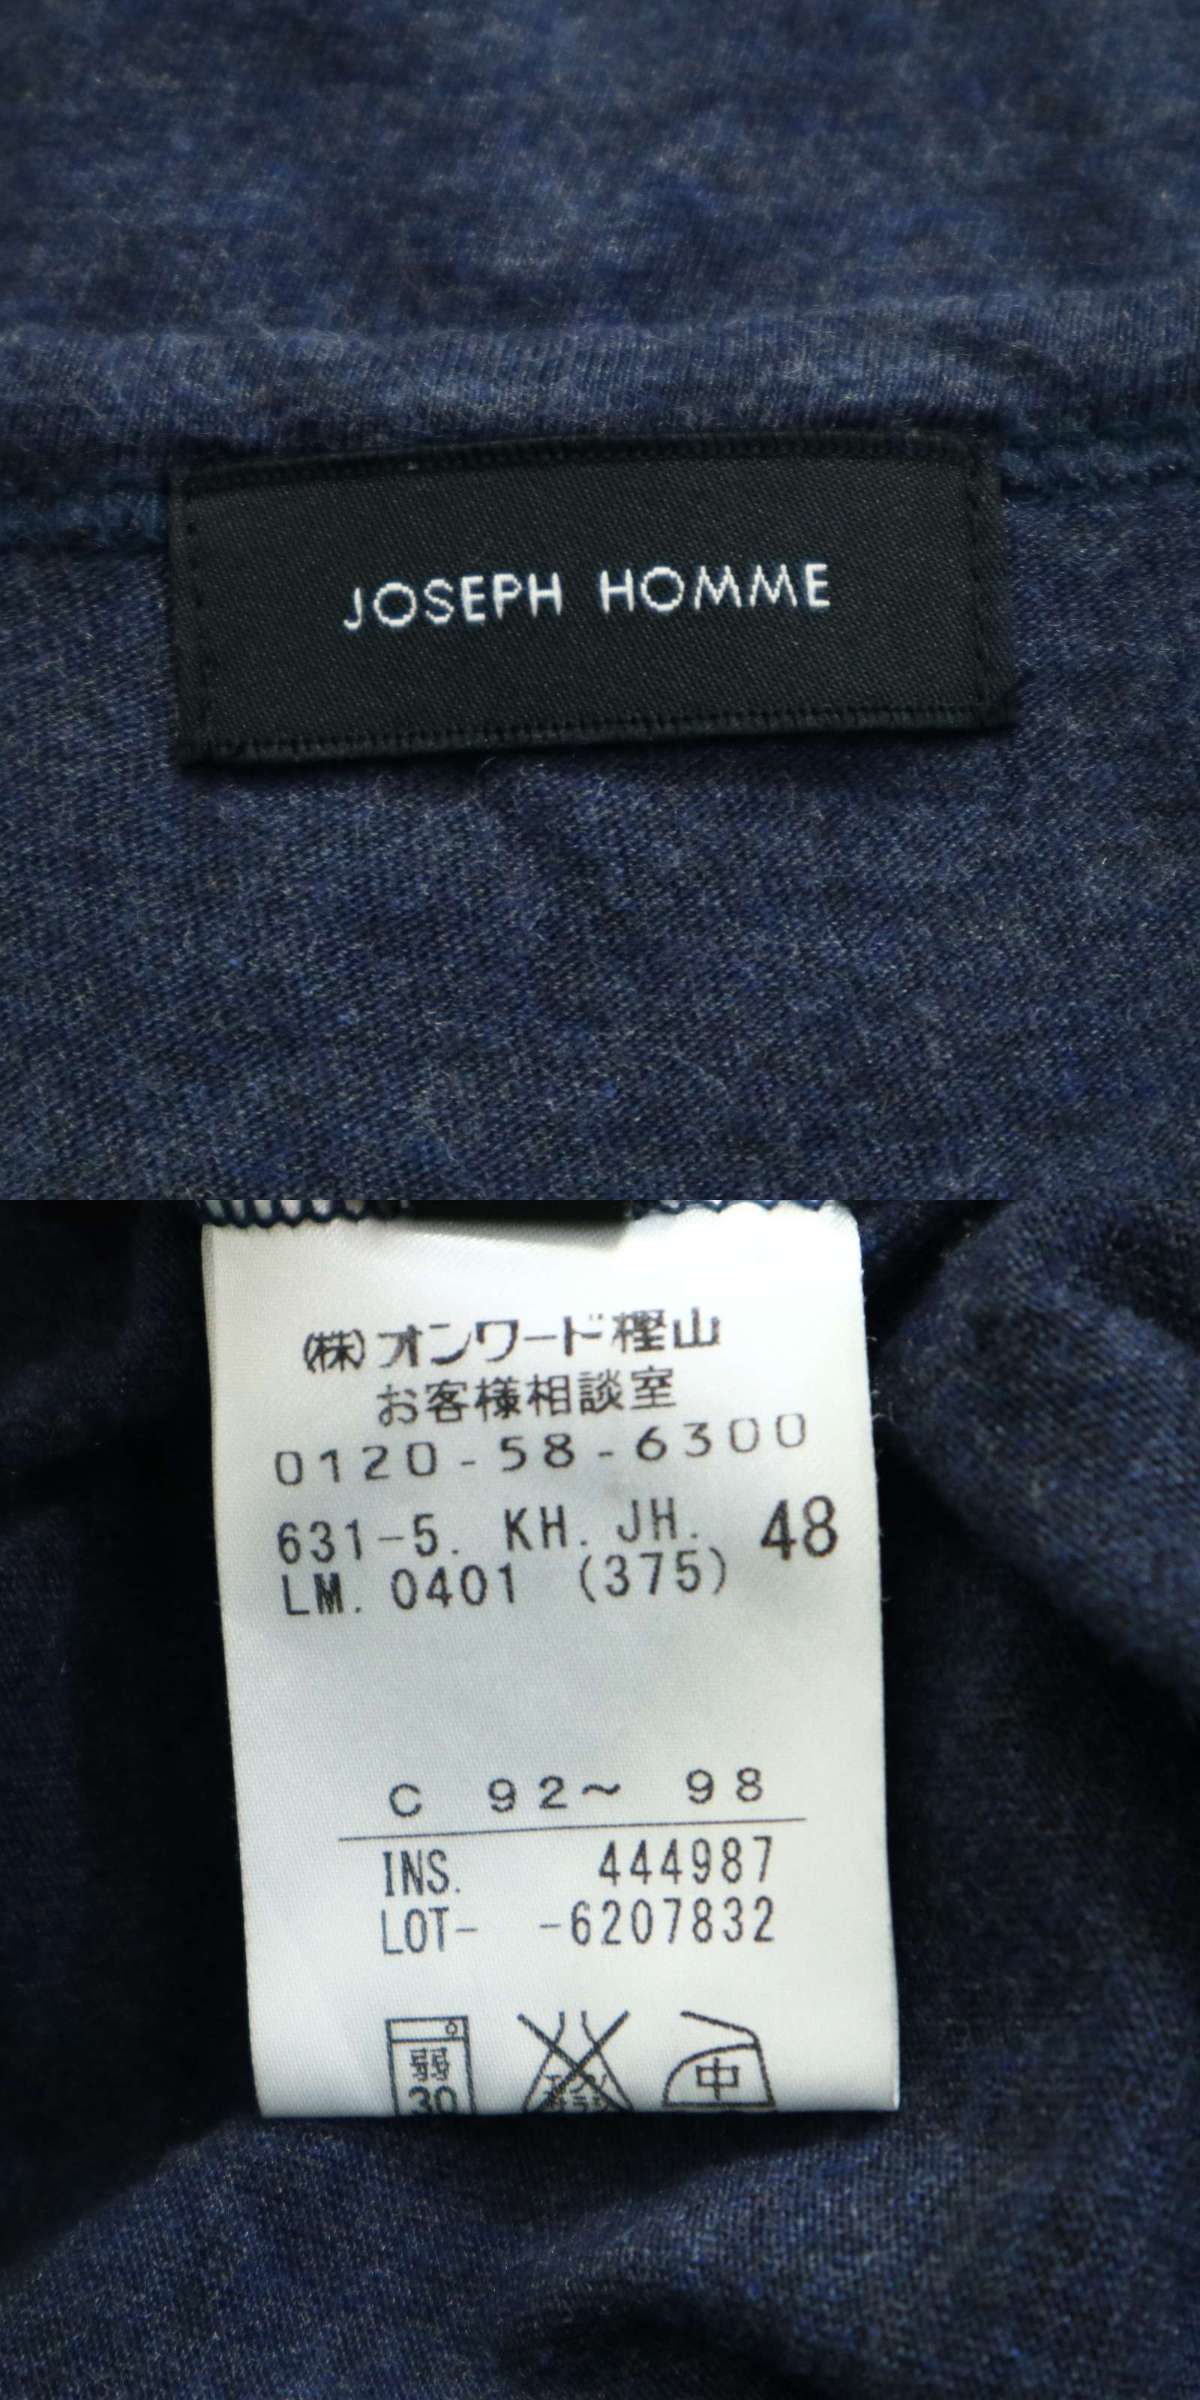 JOSEPH HOMME
(株)オンワード樫山
お客様相談室
0120-58-6300
631-5. KH. JH. 48
LM. 0401 (375)
C 92~ 98
INS. 444987
LOT- -6207832
弱 中
30